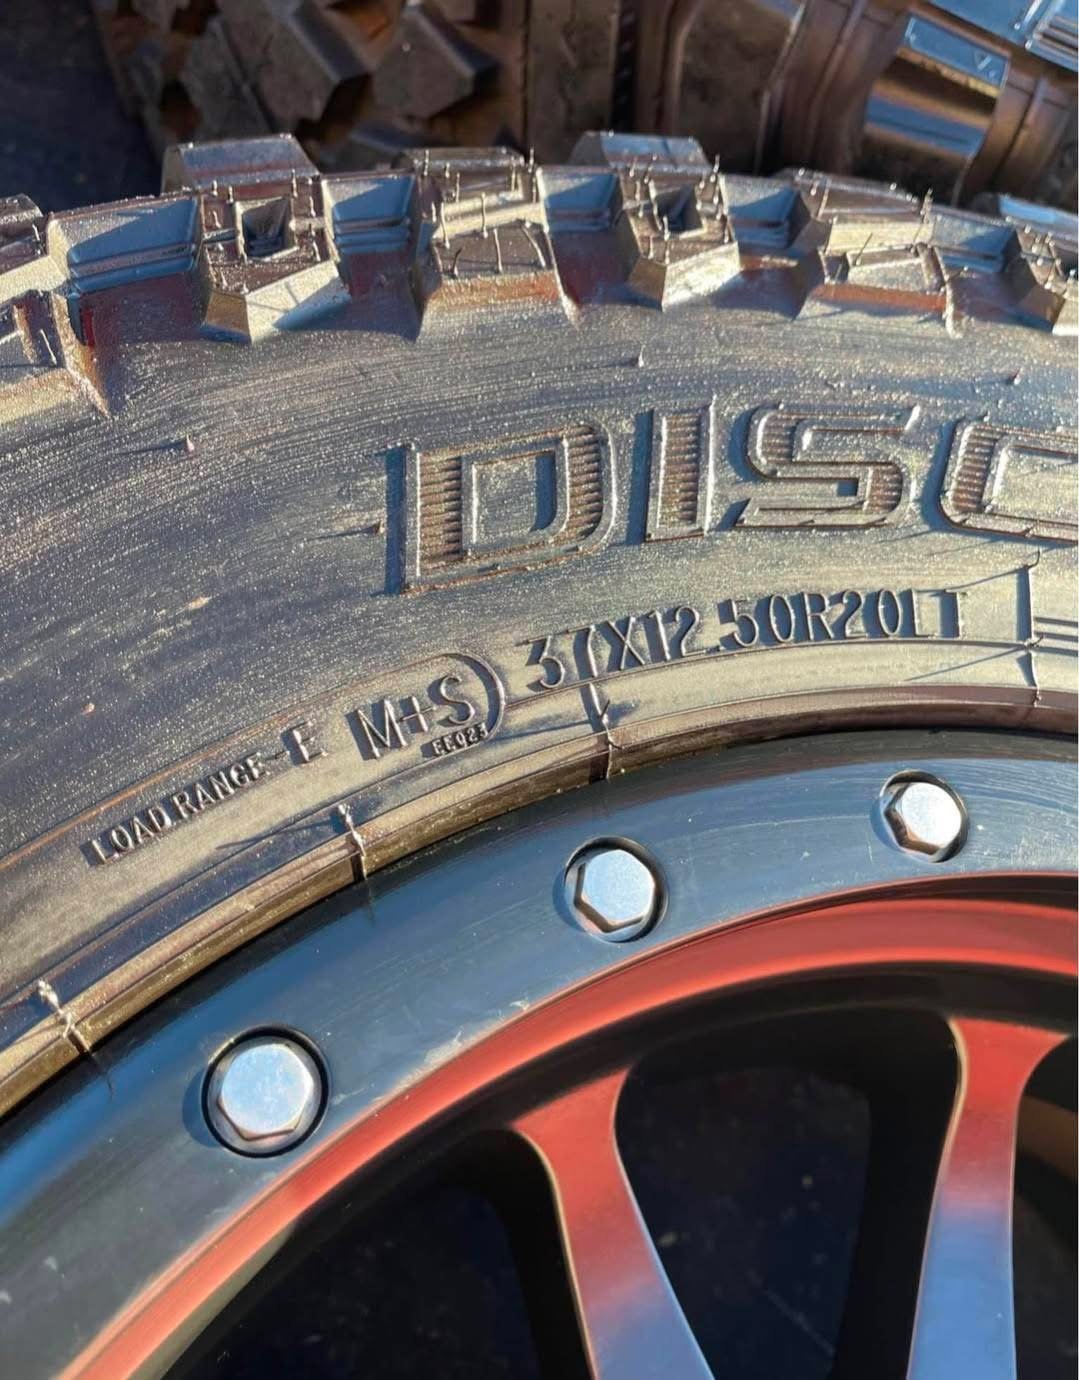 DISC
37X12.50R20LT
M+S
LOAD RANGE E